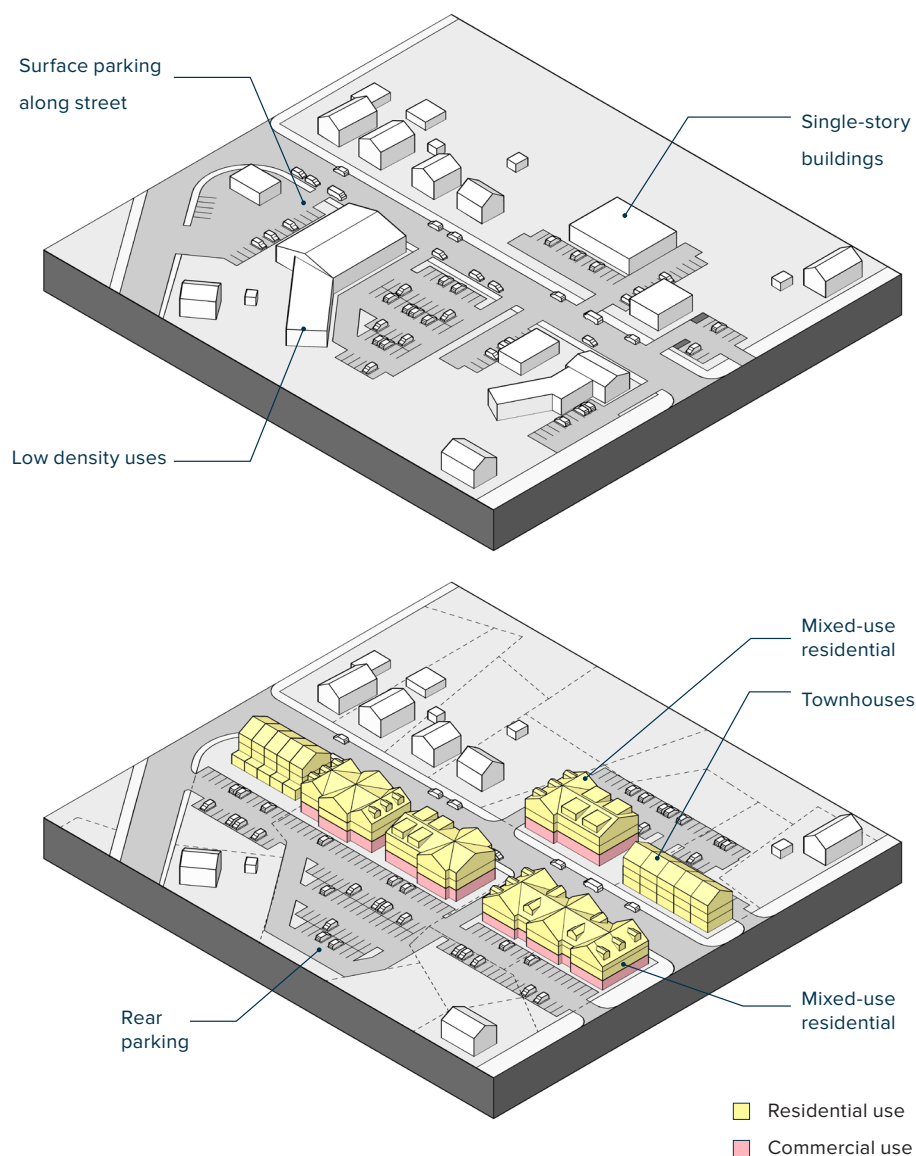 Surface parking
along street
Single-story
buildings
Low density uses
Mixed-use
residential
Townhouses
Rear
parking
Mixed-use
residential
Residential use
Commercial use